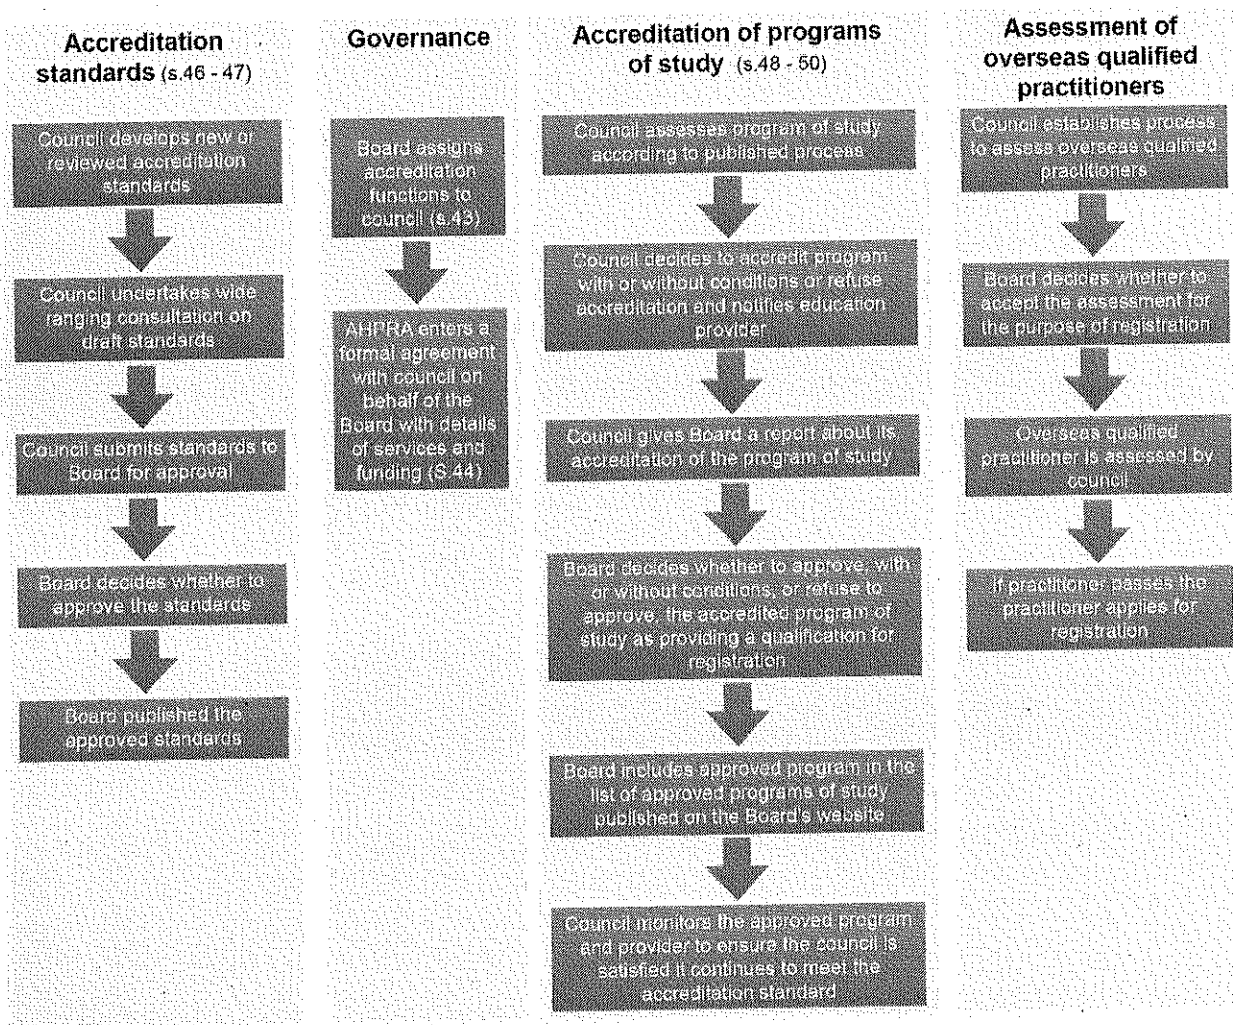 Accreditation
standards (s.46 - 47)
Council develops new or
reviewed accreditation
standards
Council undertakes wide
ranging consultation on
draft standards
Council submits standards to
Board for approval
Board decides whether to
approve the standards
Board published the
approved standards
Governance
Board assigns
accreditation
functions to
council (s.43)
AHPRA enters a
formal agreement
with council on
behalf of the
Board with details
of services and
funding (S.44)
Accreditation of programs
of study (s.48 - 50)
Council assesses program of study
according to published process
Council decides to accredit program
with or without conditions or refuse
accreditation and notifies education
provider
Council gives Board a report about its
accreditation of the program of study
Board decides whether to approve, with
or without conditions, or refuse to
approve, the accredited program of
study as providing a qualification for
registration
Board includes approved program in the
list of approved programs of study
published on the Board's website
Council monitors the approved program
and provider to ensure the council is
satisfied it continues to meet the
accreditation standard
Assessment of
overseas qualified
practitioners
Council establishes process
to assess overseas qualified
practitioners
Board decides whether to
accept the assessment for
the purpose of registration
Overseas qualified
practitioner is assessed by
council
If practitioner passes the
practitioner applies for
registration